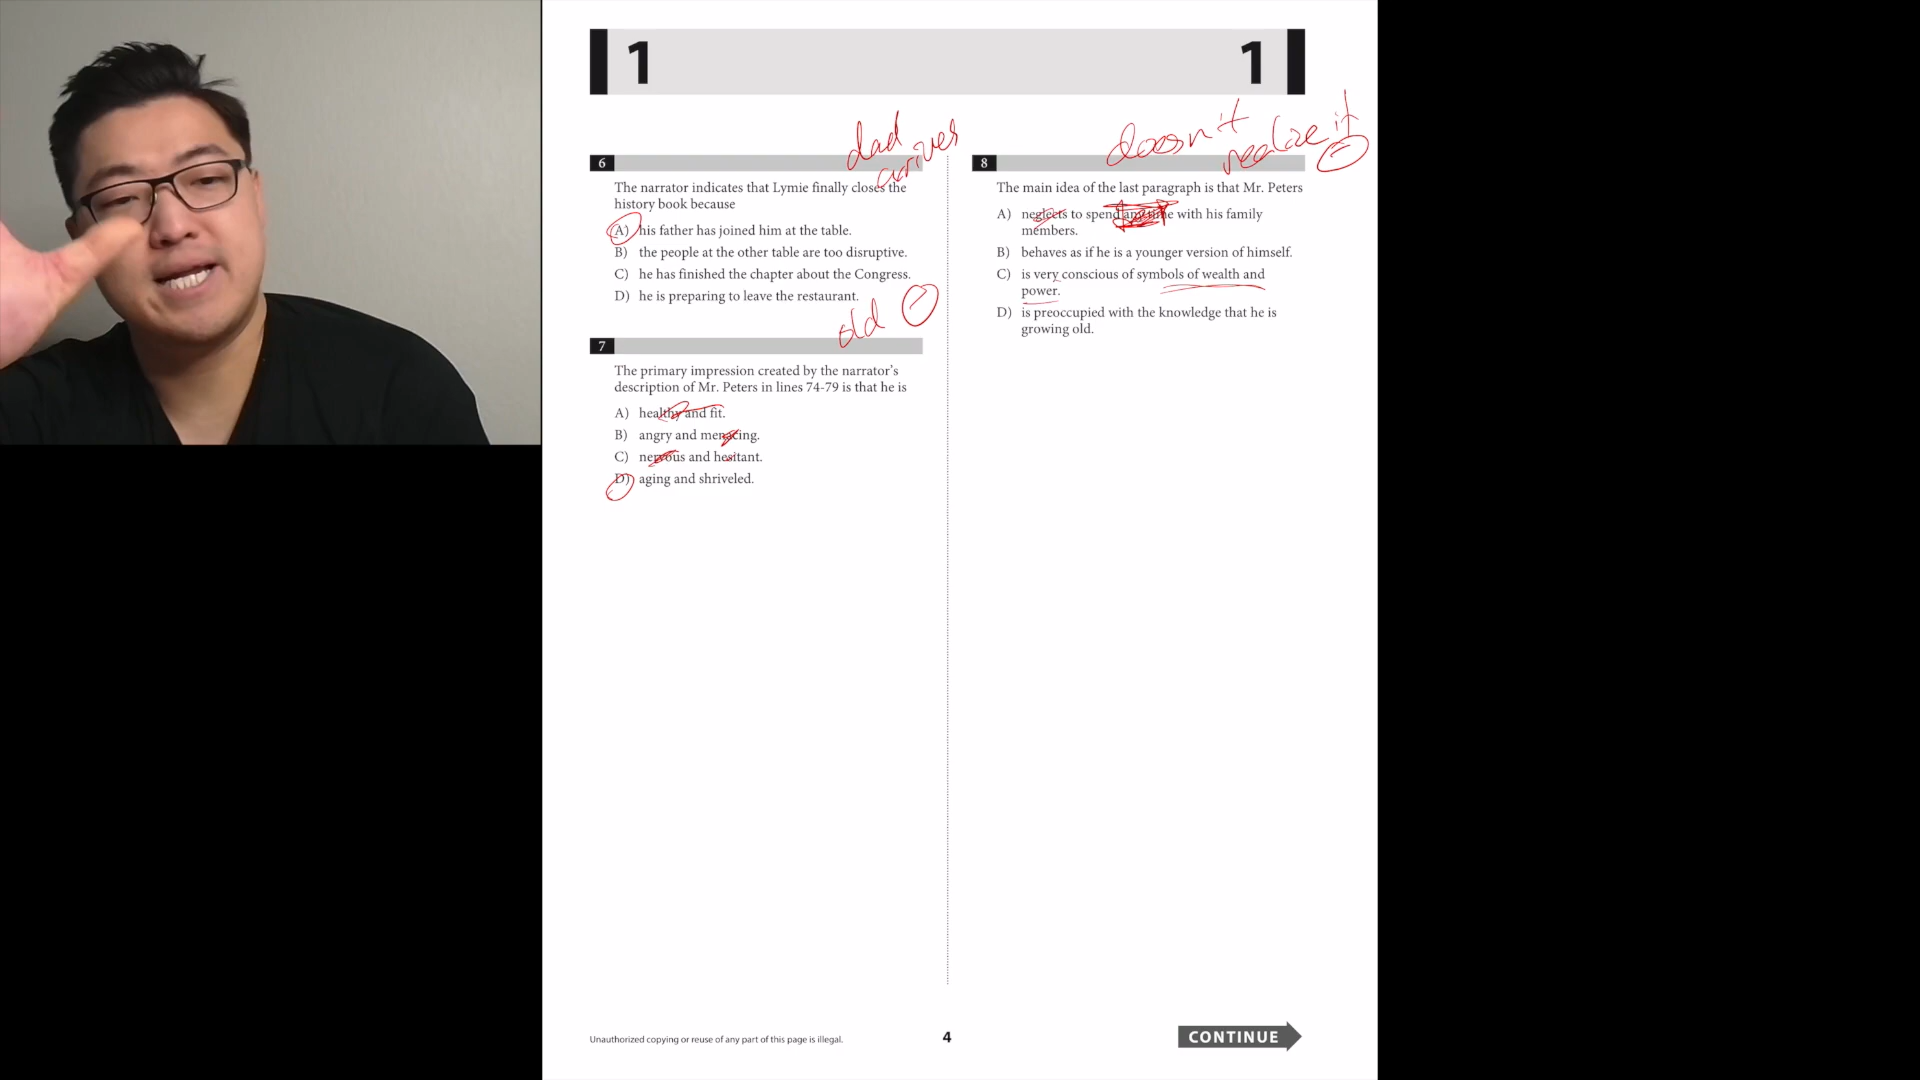 1
1
dad
arrives
6
The narrator indicates that Lymie finally closes the
history book because
A) his father has joined him at the table.
B) the people at the other table are too disruptive.
C) he has finished the chapter about the Congress.
D) he is preparing to leave the restaurant.
old
7
The primary impression created by the narrator's
description of Mr. Peters in lines 74-79 is that he is
A) healthy and fit.
B) angry and menacing.
C) nervous and hesitant.
D) aging and shriveled.
doesn't
realize it
8
The main idea of the last paragraph is that Mr. Peters
A) neglects to spend any time with his family
members.
B) behaves as if he is a younger version of himself.
C) is very conscious of symbols of wealth and
power.
D) is preoccupied with the knowledge that he is
growing old.
Unauthorized copying or reuse of any part of this page is illegal.
4
CONTINUE